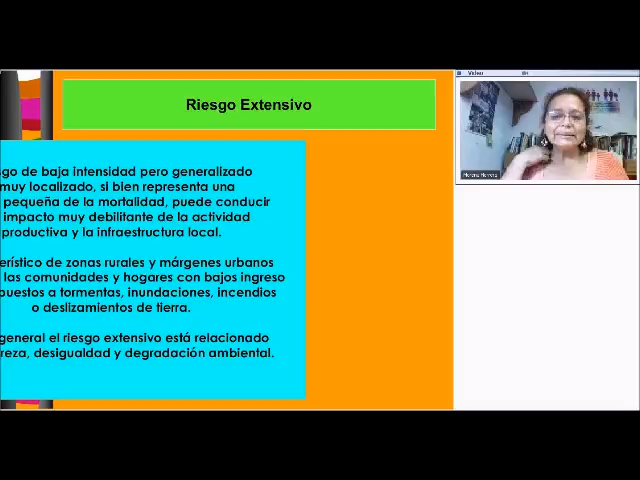 Riesgo Extensivo
Video
go de baja intensidad pero generalizado
muy localizado, si bien representa una
pequeña de la mortalidad, puede conducir
impacto muy debilitante de la actividad
productiva y la infraestructura local.
erístico de zonas rurales y márgenes urbanos
las comunidades y hogares con bajos ingreso
puestos a tormentas, inundaciones, incendios
o deslizamientos de tierra.
general el riesgo extensivo está relacionado
reza, desigualdad y degradación ambiental.